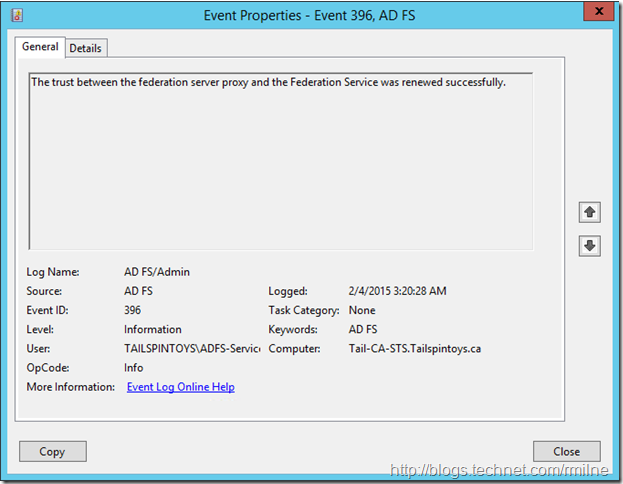 Event Properties - Event 396, AD FS
x
General Details
The trust between the federation server proxy and the Federation Service was renewed successfully.
Log Name: AD FS/Admin
Source: AD FS Logged: 2/4/2015 3:20:28 AM
Event ID: 396 Task Category: None
Level: Information Keywords: AD FS
User: TAILSPINTOYS\ADFS-Service Computer: Tail-CA-STS.Tailspintoys.ca
OpCode: Info
More Information: Event Log Online Help
Copy Close
http://blogs.technet.com/rmilne